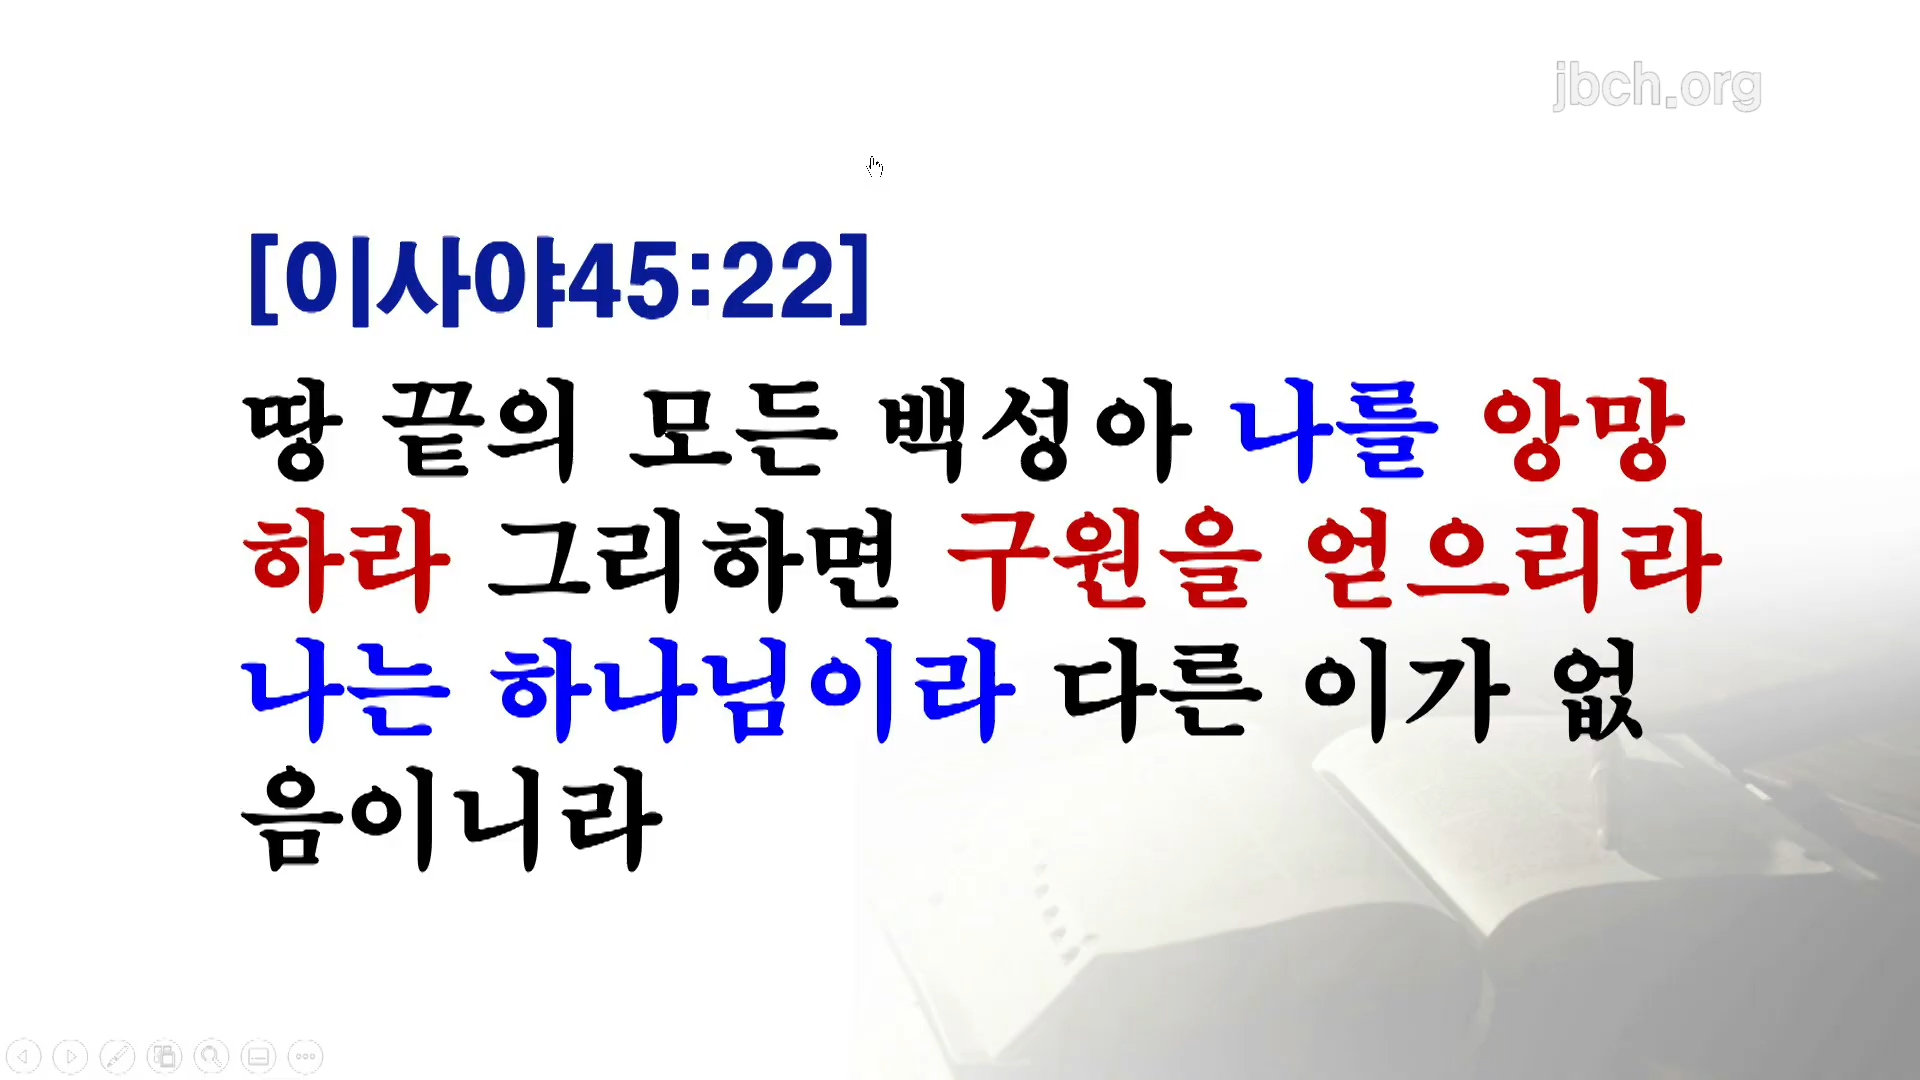 jbch.org
[이사야45:22]
땅 끝의 모든 백성아 나를 앙망
하라 그리하면 구원을 얻으리라
나는 하나님이라 다른 이가 없
음이니라